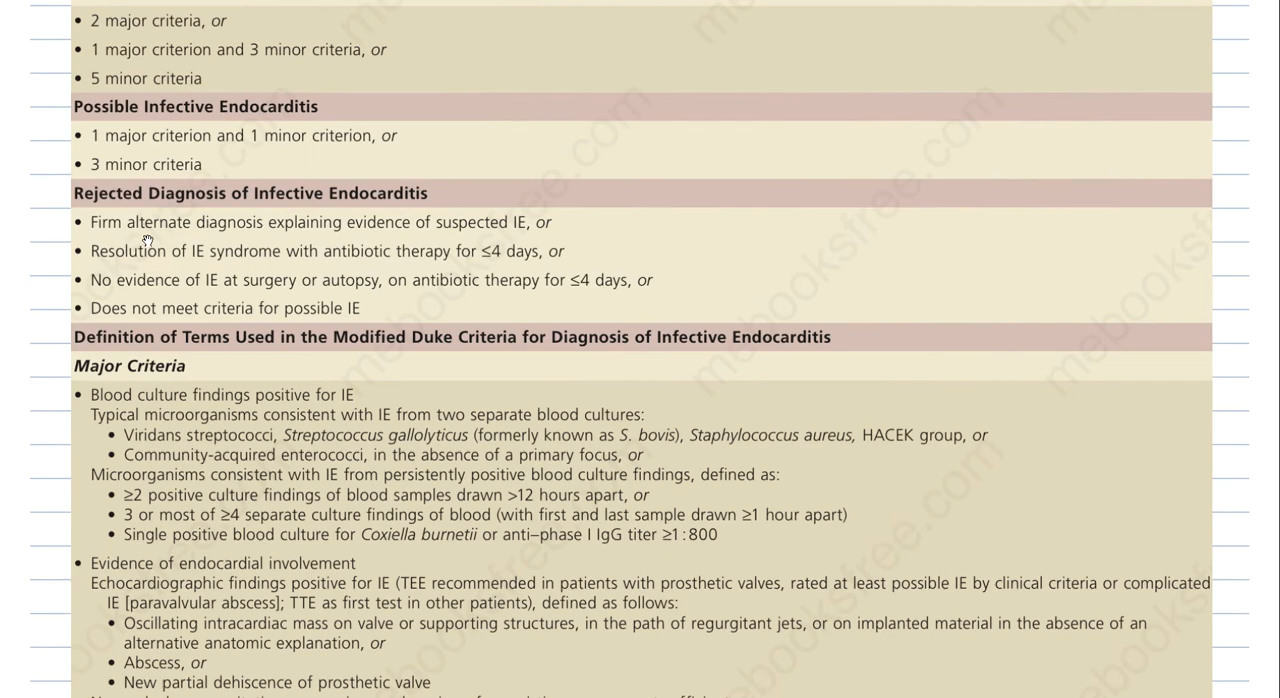 • 2 major criteria, or
• 1 major criterion and 3 minor criteria, or
• 5 minor criteria
Possible Infective Endocarditis
• 1 major criterion and 1 minor criterion, or
• 3 minor criteria
Rejected Diagnosis of Infective Endocarditis
• Firm alternate diagnosis explaining evidence of suspected IE, or
• Resolution of IE syndrome with antibiotic therapy for ≤4 days, or
• No evidence of IE at surgery or autopsy, on antibiotic therapy for ≤4 days, or
• Does not meet criteria for possible IE
Definition of Terms Used in the Modified Duke Criteria for Diagnosis of Infective Endocarditis
Major Criteria
• Blood culture findings positive for IE
Typical microorganisms consistent with IE from two separate blood cultures:
• Viridans streptococci, Streptococcus gallolyticus (formerly known as S. bovis), Staphylococcus aureus, HACEK group, or
• Community-acquired enterococci, in the absence of a primary focus, or
Microorganisms consistent with IE from persistently positive blood culture findings, defined as:
• ≥2 positive culture findings of blood samples drawn >12 hours apart, or
• 3 or most of ≥4 separate culture findings of blood (with first and last sample drawn ≥1 hour apart)
• Single positive blood culture for Coxiella burnetii or anti–phase I IgG titer ≥1:800
• Evidence of endocardial involvement
Echocardiographic findings positive for IE (TEE recommended in patients with prosthetic valves, rated at least possible IE by clinical criteria or complicated
IE [paravalvular abscess]; TTE as first test in other patients), defined as follows:
• Oscillating intracardiac mass on valve or supporting structures, in the path of regurgitant jets, or on implanted material in the absence of an
alternative anatomic explanation, or
• Abscess, or
• New partial dehiscence of prosthetic valve